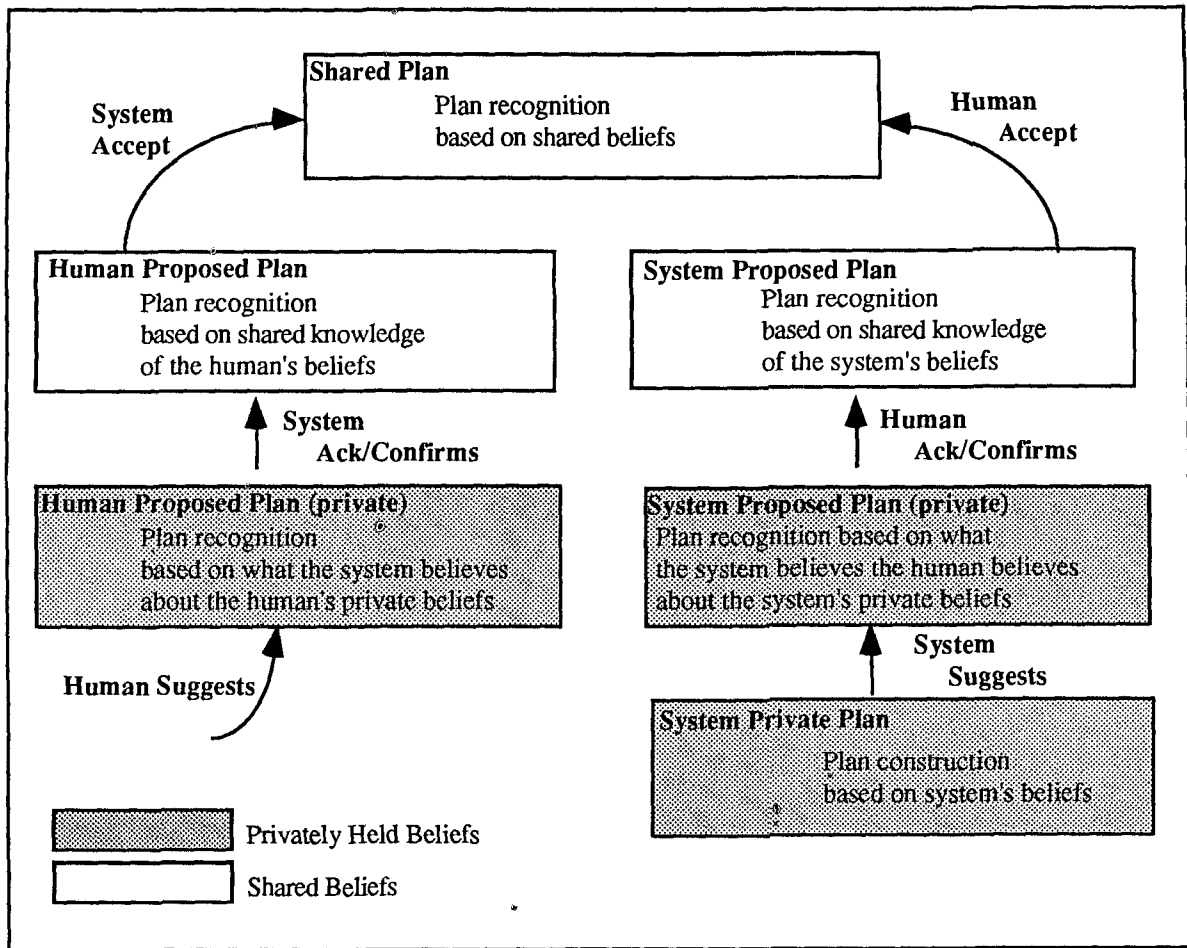 Shared Plan
Plan recognition
based on shared beliefs
System
Accept
Human
Accept
Human Proposed Plan
Plan recognition
based on shared knowledge
of the human's beliefs
System Proposed Plan
Plan recognition
based on shared knowledge
of the system's beliefs
System
Ack/Confirms
Human
Ack/Confirms
Human Proposed Plan (private)
Plan recognition
based on what the system believes
about the human's private beliefs
System Proposed Plan (private)
Plan recognition based on what
the system believes the human believes
about the system's private beliefs
Human Suggests
System
Suggests
System Private Plan
Plan construction
based on system's beliefs
Privately Held Beliefs
Shared Beliefs